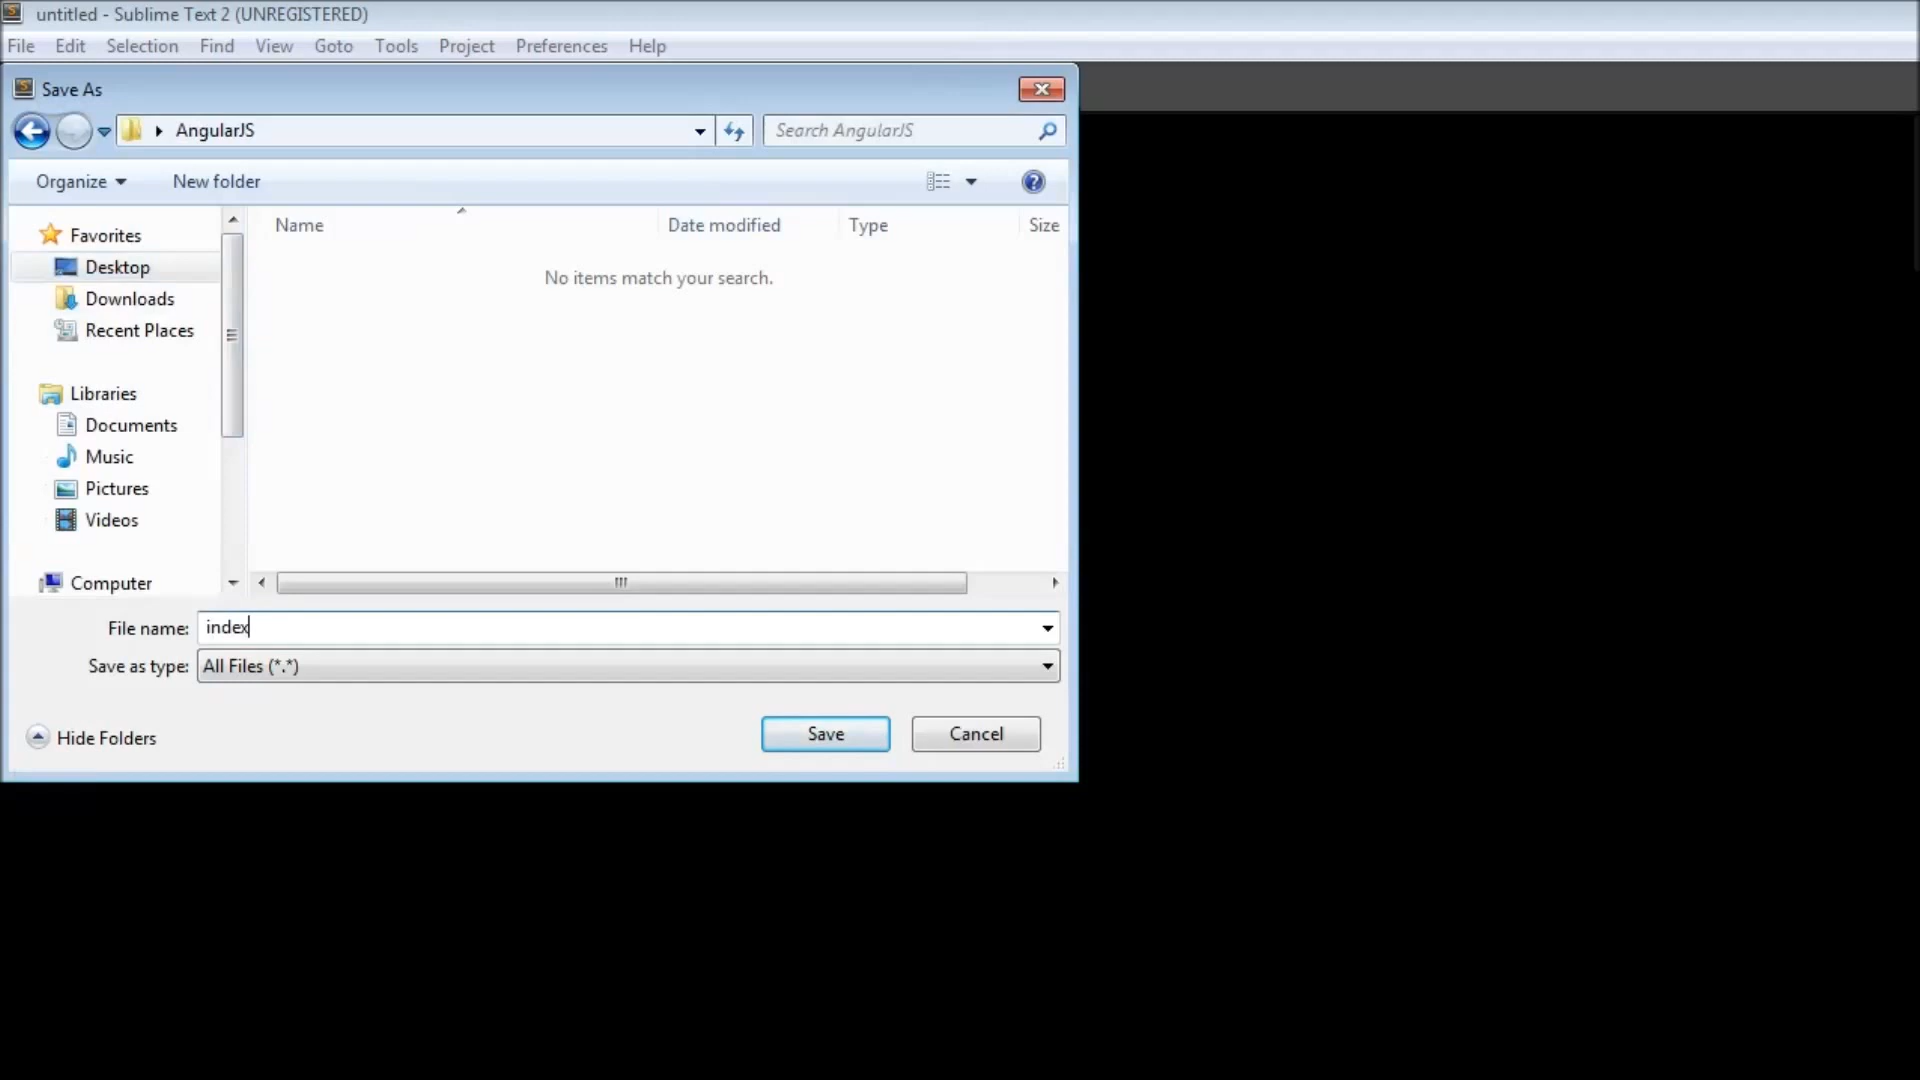 untitled - Sublime Text 2 (UNREGISTERED)
File Edit Selection Find View Goto Tools Project Preferences Help
Save As
AngularJS
Search AngularJS
Organize
New folder
Name
Date modified
Type
Size
No items match your search.
Favorites
Desktop
Downloads
Recent Places
Libraries
Documents
Music
Pictures
Videos
Computer
File name: index
Save as type: All Files (*.*)
Hide Folders
Save
Cancel